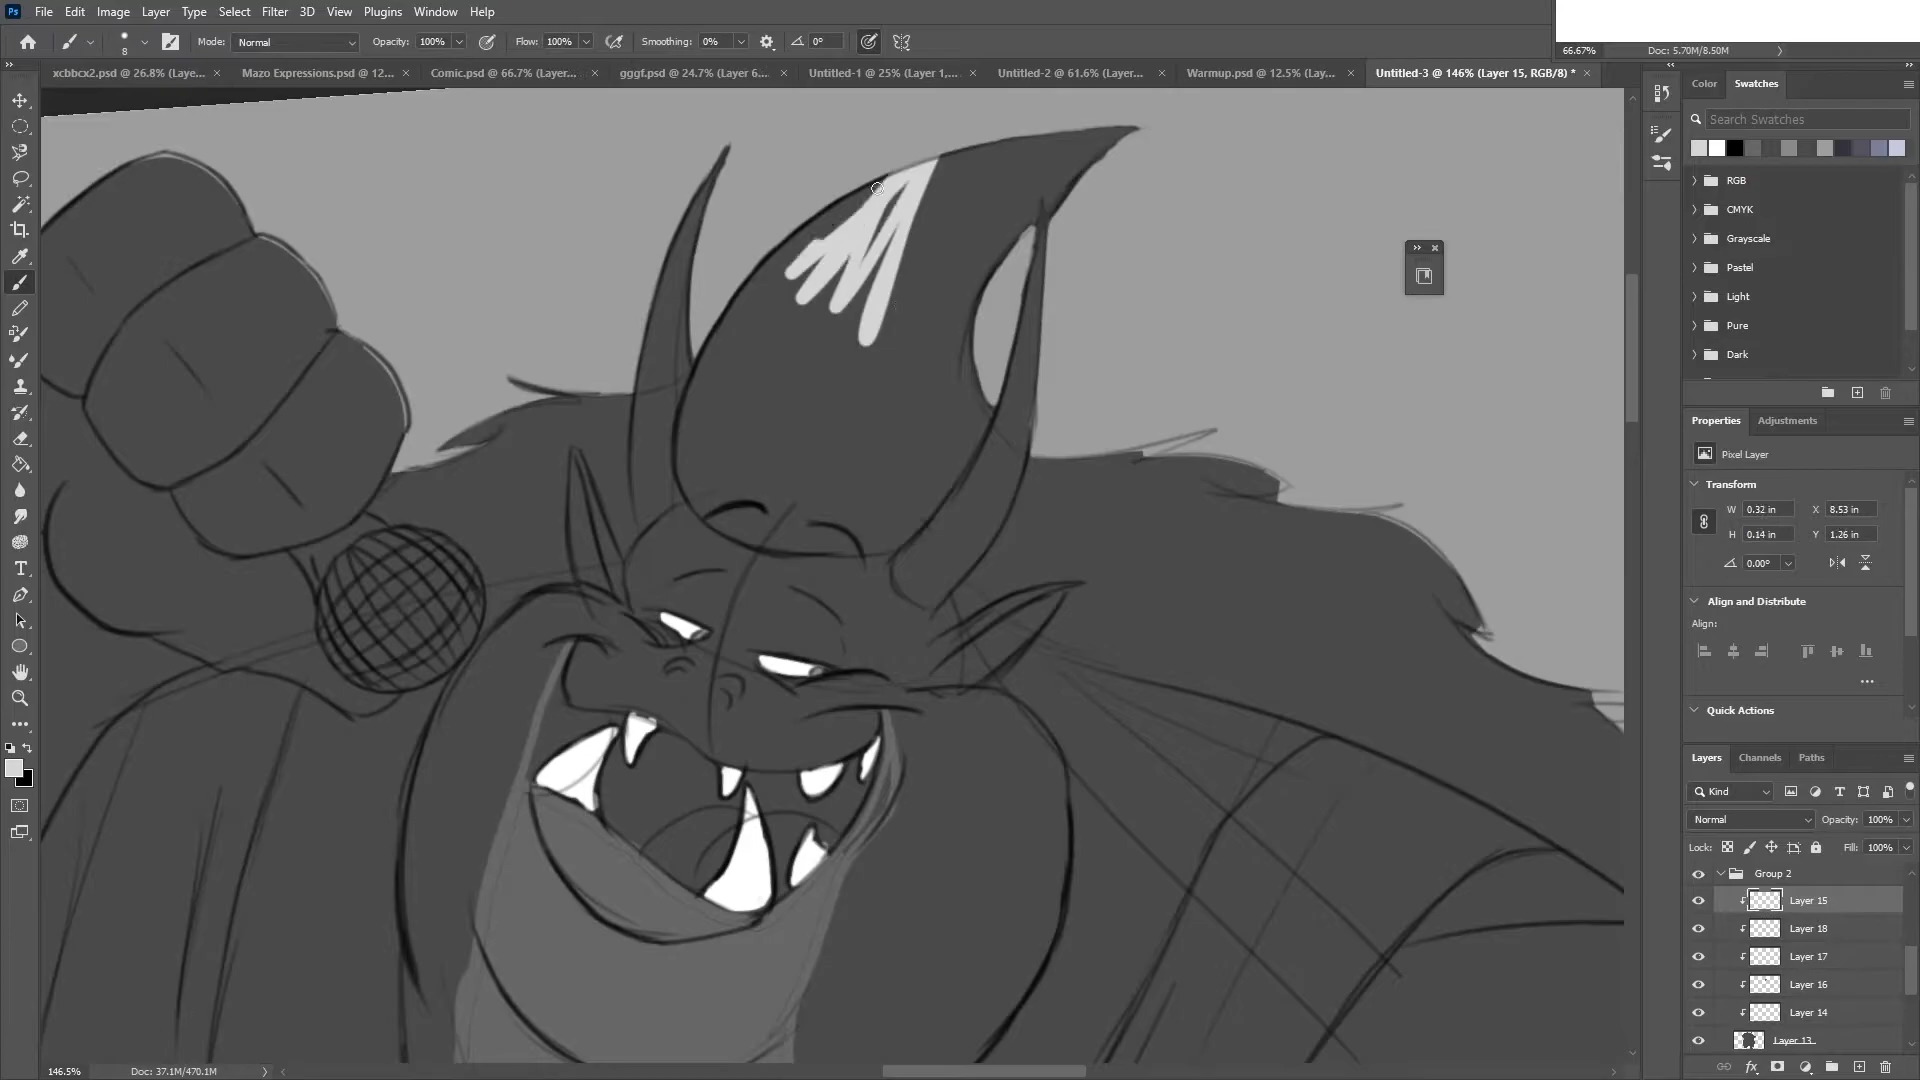 Ps File Edit Image Layer Type Select Filter 3D View Plugins Window Help
8 Mode: Normal Opacity: 100% Flow: 100% Smoothing: 0% 0°
66.67% Doc: 5.70M/8.50M
xcbbcx2.psd @ 26.8% (Laye... × Mazo Expressions.psd @ 12... × Comic.psd @ 66.7% (Layer... × gggf.psd @ 24.7% (Layer 6... × Untitled-1 @ 25% (Layer 1,... × Untitled-2 @ 61.6% (Layer... × Warmup.psd @ 12.5% (Lay... × Untitled-3 @ 146% (Layer 15, RGB/8) * ×
Color Swatches
Search Swatches
RGB
CMYK
Grayscale
Pastel
Light
Pure
Dark
Properties Adjustments
Pixel Layer
Transform
W 0.32 in X 8.53 in
H 0.14 in Y 1.26 in
0.00°
Align and Distribute
Align:
Quick Actions
Layers Channels Paths
Kind
Normal Opacity: 100%
Lock: Fill: 100%
Group 2
Layer 15
Layer 18
Layer 17
Layer 16
Layer 14
Layer 13
146.5% Doc: 37.1M/470.1M